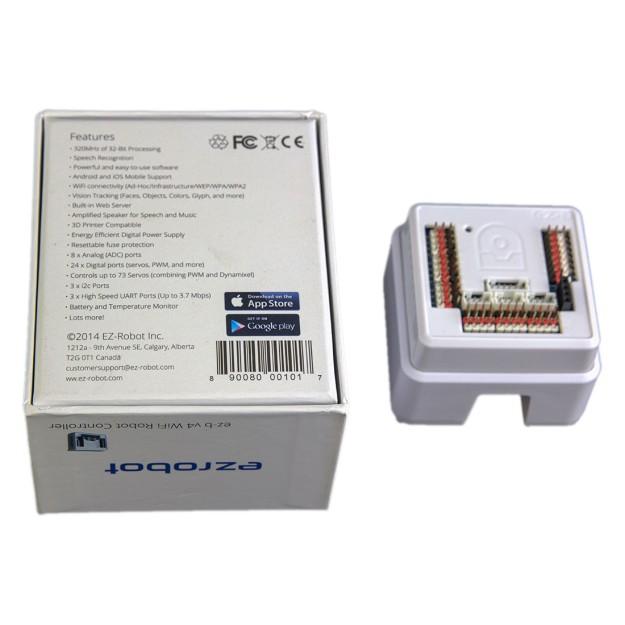 Features
• 320MHz of 32-Bit Processing
• Speech Recognition
• Powerful and easy-to-use software
• Android and iOS Mobile Support
• WiFi connectivity (Ad-Hoc/Infrastructure/WEP/WPA/WPA2
• Vision Tracking (Faces, Objects, Colors, Glyph, and more)
• Built-in Web Server
• Amplified Speaker for Speech and Music
• 3D Printer Compatible
• Energy Efficient Digital Power Supply
• Resettable fuse protection
• 8 x Analog (ADC) ports
• 24 x Digital ports (servos, PWM, and more)
• Controls up to 73 Servos (combining PWM and Dynamixel)
• 3 x i2c Ports
• 3 x High Speed UART Ports (Up to 3.7 Mbps)
• Battery and Temperature Monitor
• Lots more!
FC CE
Download on the
App Store
GET IT ON
Google play
©2014 EZ-Robot Inc.
1212a - 9th Avenue SE, Calgary, Alberta
T2G 0T1 Canada
customersupport@ez-robot.com
ww.ez-robot.com
8 90080 00101 7
ez-b v4 WiFi Robot Controller
ezrobot